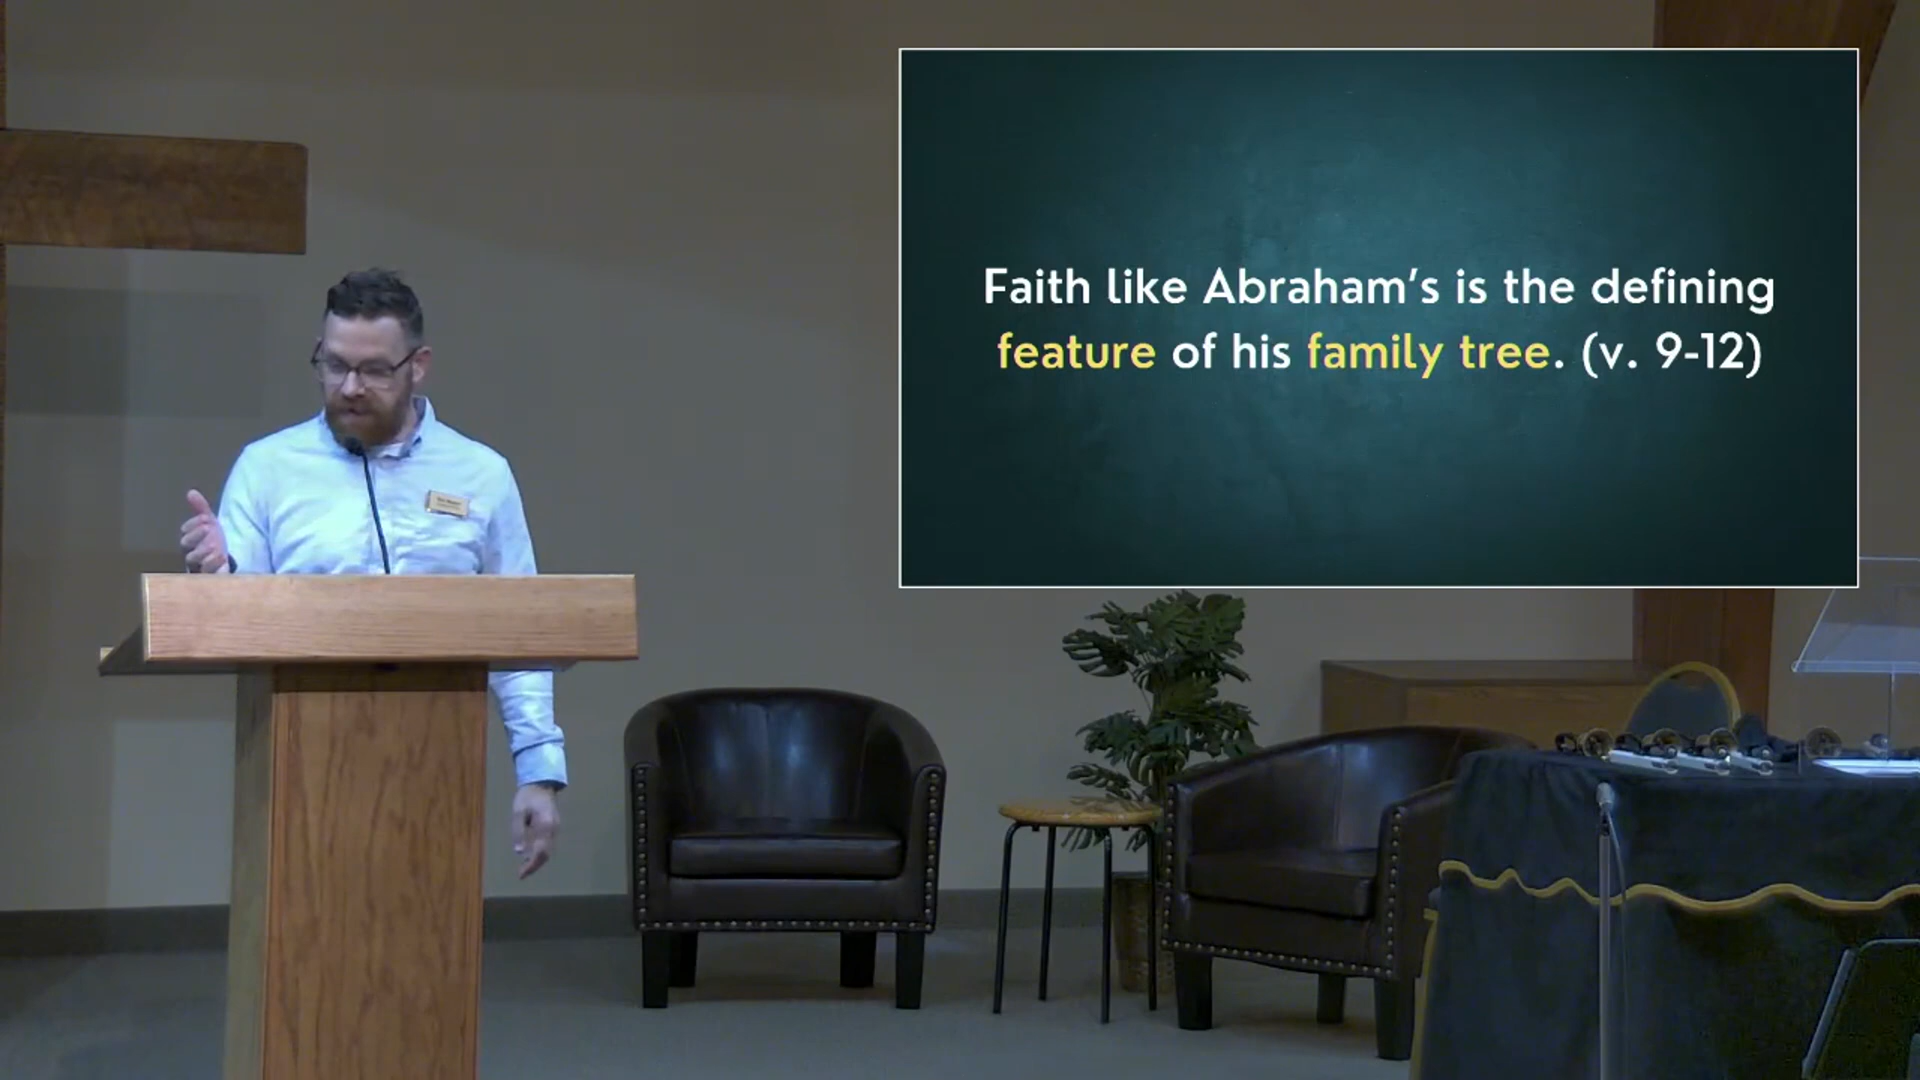 Faith like Abraham's is the defining
feature of his family tree. (v. 9-12)